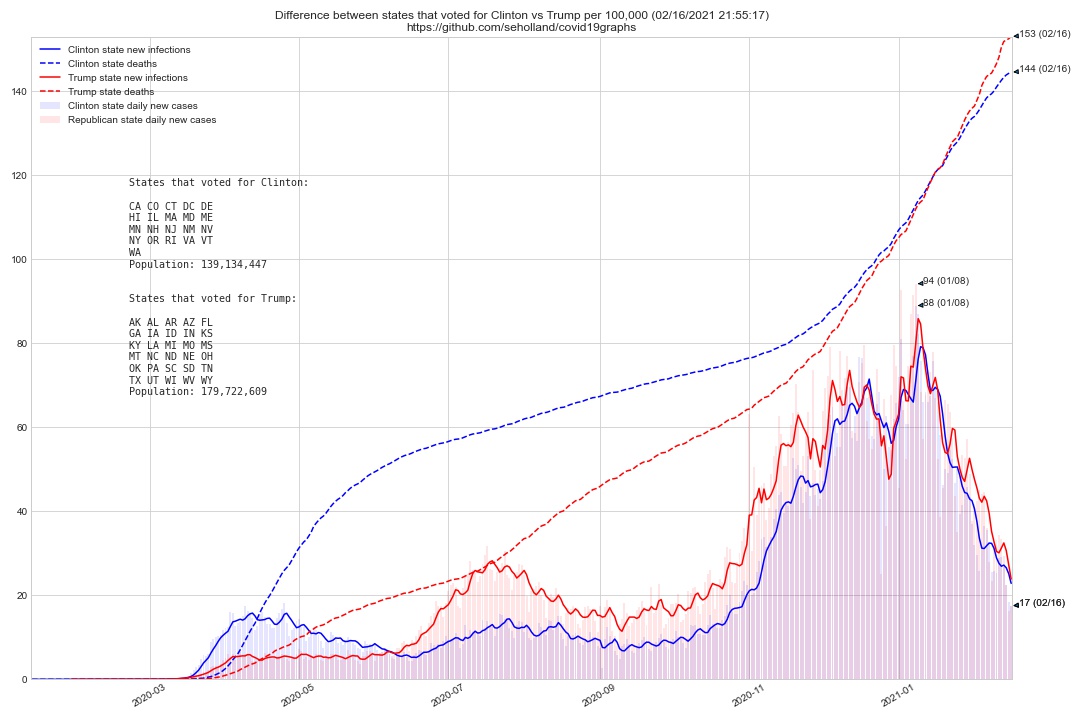 Difference between states that voted for Clinton vs Trump per 100,000 (02/16/2021 21:55:17)
https://github.com/seholland/covid19graphs
Clinton state new infections
Clinton state deaths
Trump state new infections
Trump state deaths
Clinton state daily new cases
Republican state daily new cases
153 (02/16)
144 (02/16)
140
120
100
80
60
40
20
0
States that voted for Clinton:
CA CO CT DC DE
HI IL MA MD ME
MN NH NJ NM NV
NY OR RI VA VT
WA
Population: 139,134,447
States that voted for Trump:
AK AL AR AZ FL
GA IA ID IN KS
KY LA MI MO MS
MT NC ND NE OH
OK PA SC SD TN
TX UT WI WV WY
Population: 179,722,609
94 (01/08)
88 (01/08)
17 (02/16)
2020-03
2020-05
2020-07
2020-09
2020-11
2021-01